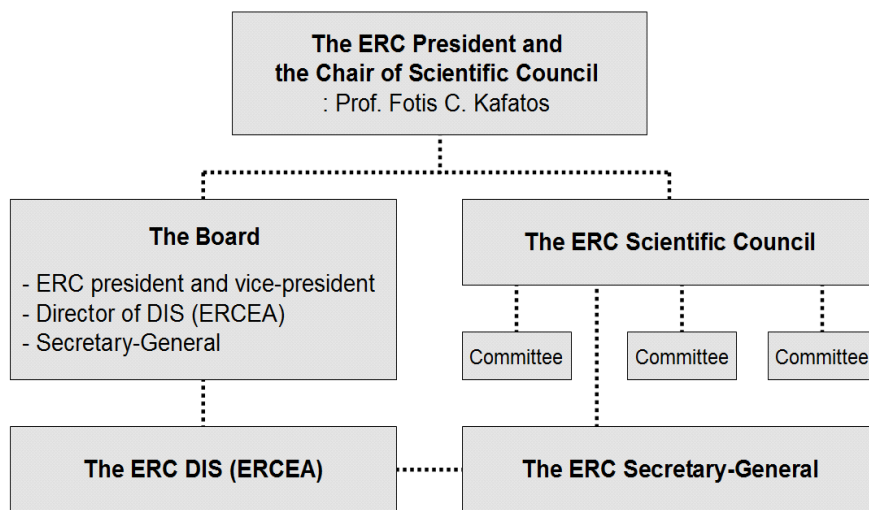 The ERC President and
the Chair of Scientific Council
: Prof. Fotis C. Kafatos
The Board
- ERC president and vice-president
- Director of DIS (ERCEA)
- Secretary-General
The ERC Scientific Council
Committee
Committee
Committee
The ERC DIS (ERCEA)
The ERC Secretary-General